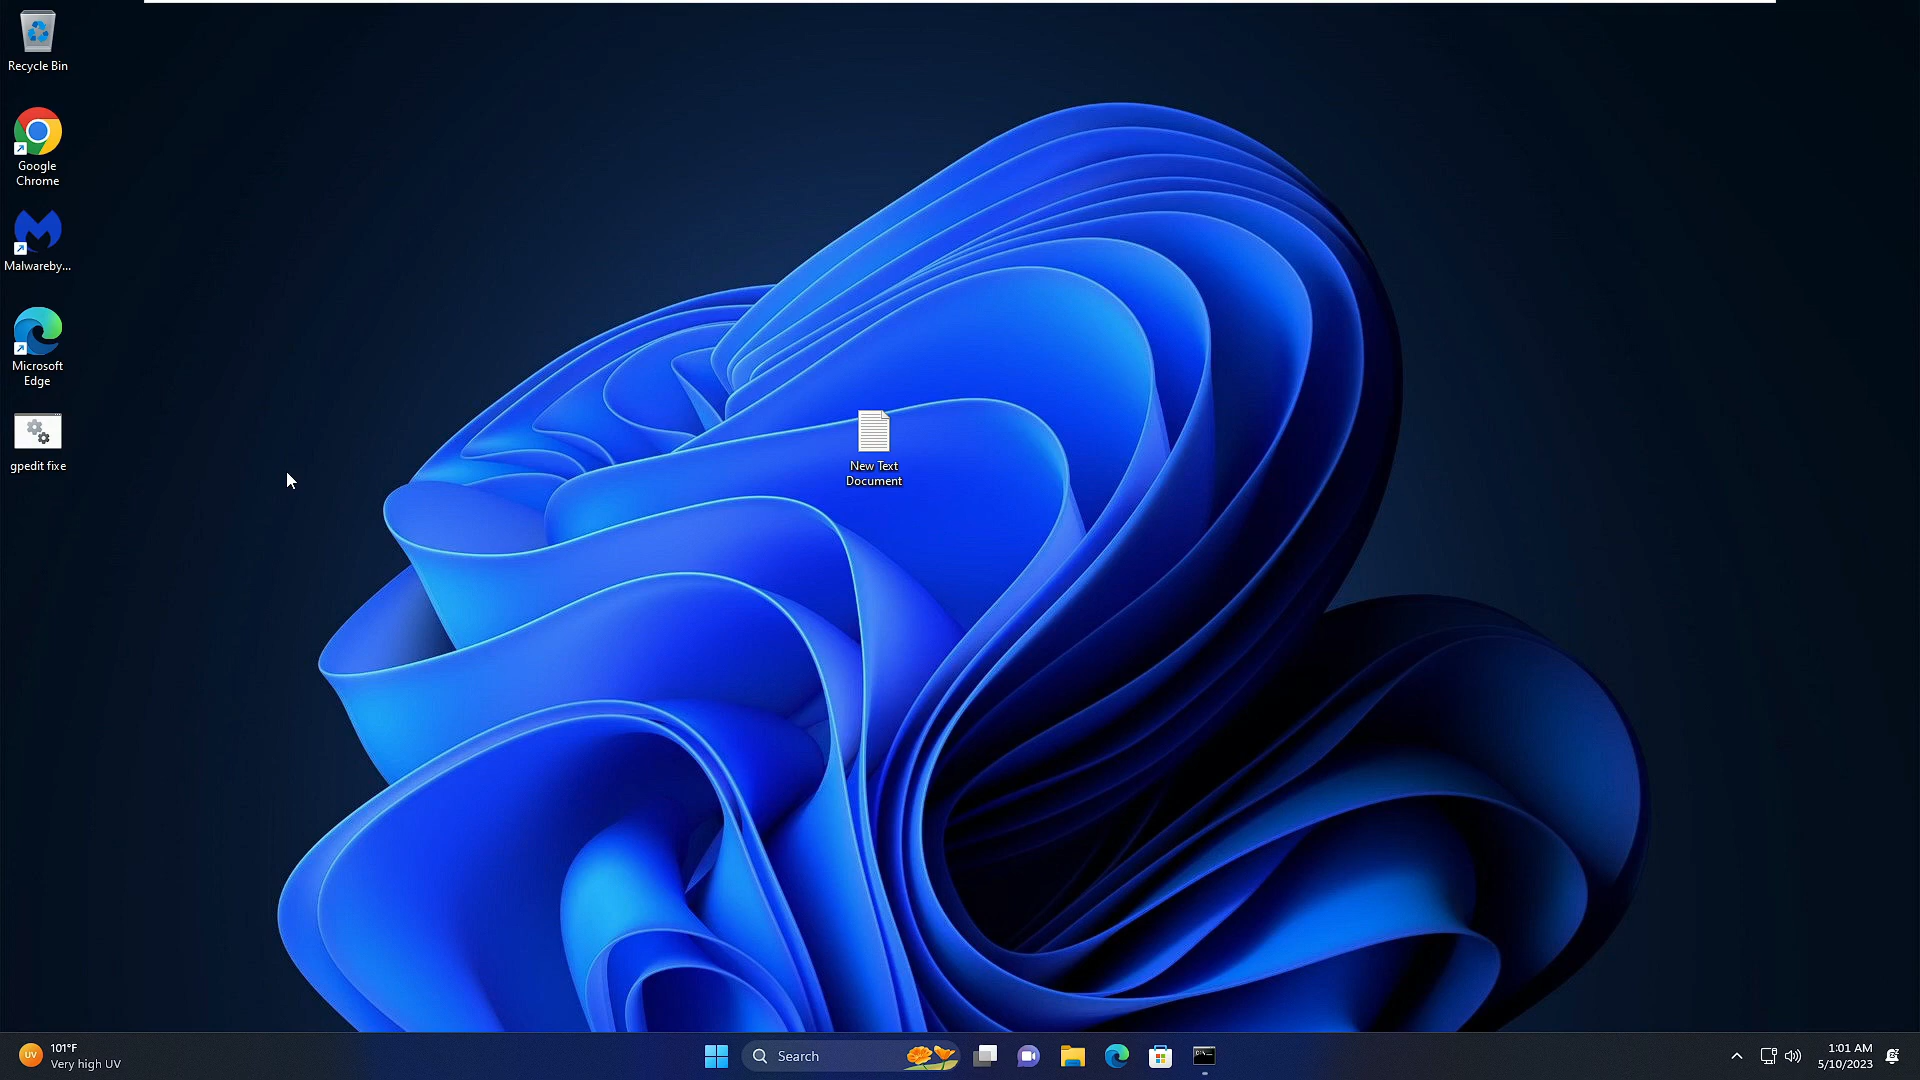 Recycle Bin
Google
Chrome
Malwareby...
Microsoft
Edge
gpedit fixe
New Text
Document
UV
101°F
Very high UV
Search
1:01 AM
5/10/2023